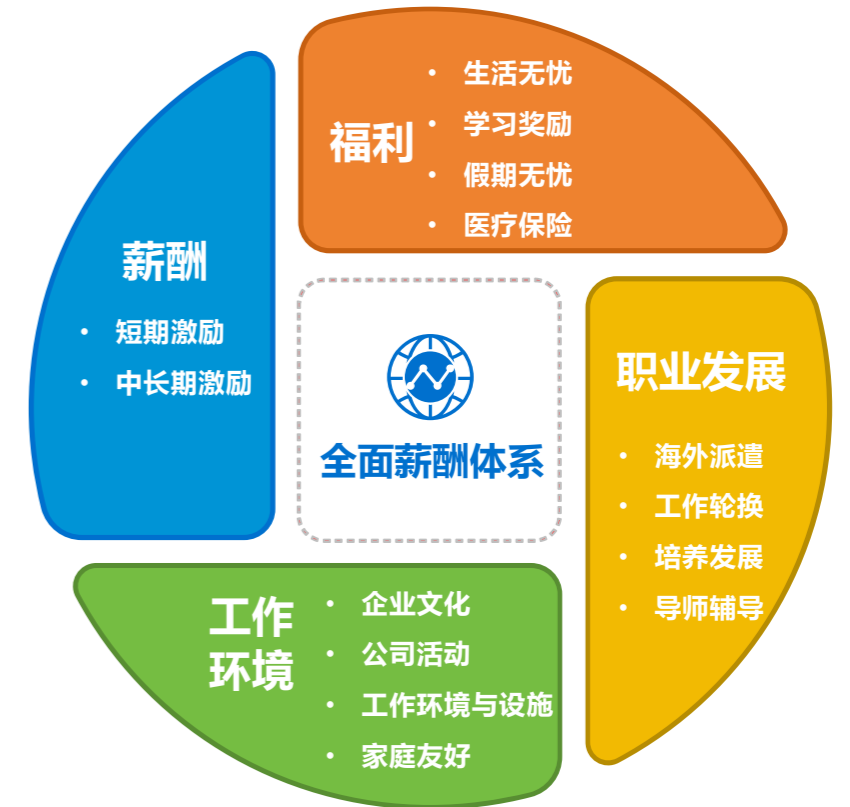 福利
• 生活无忧
• 学习奖励
• 假期无忧
• 医疗保险
薪酬
• 短期激励
• 中长期激励
全面薪酬体系
职业发展
• 海外派遣
• 工作轮换
• 培养发展
• 导师辅导
工作
环境
• 企业文化
• 公司活动
• 工作环境与设施
• 家庭友好